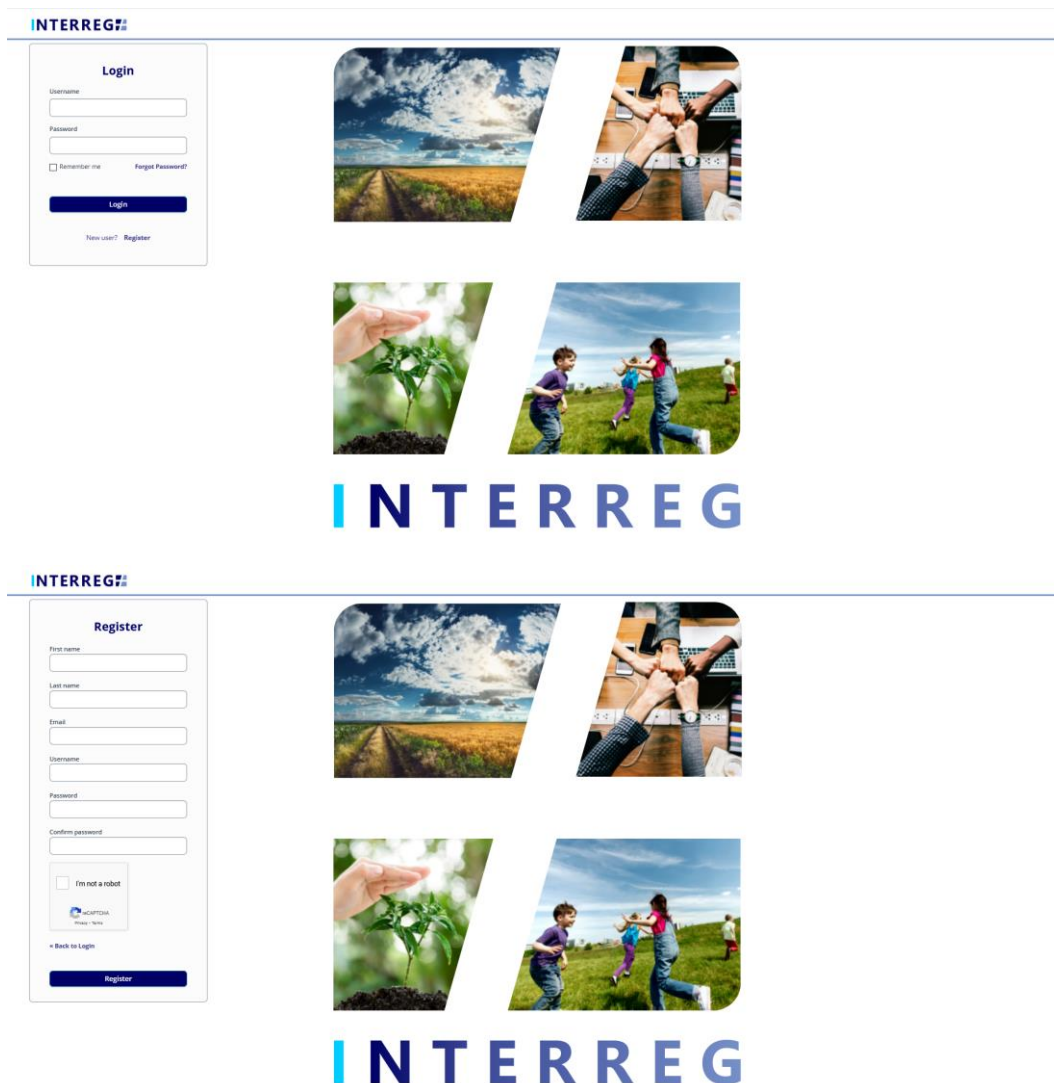 INTERREG
Login
Username
Password
Remember me Forgot Password?
Login
New user? Register
INTERREG
INTERREG
Register
First name
Last name
Email
Username
Password
Confirm password
I'm not a robot
reCAPTCHA
Privacy - Terms
« Back to Login
Register
INTERREG